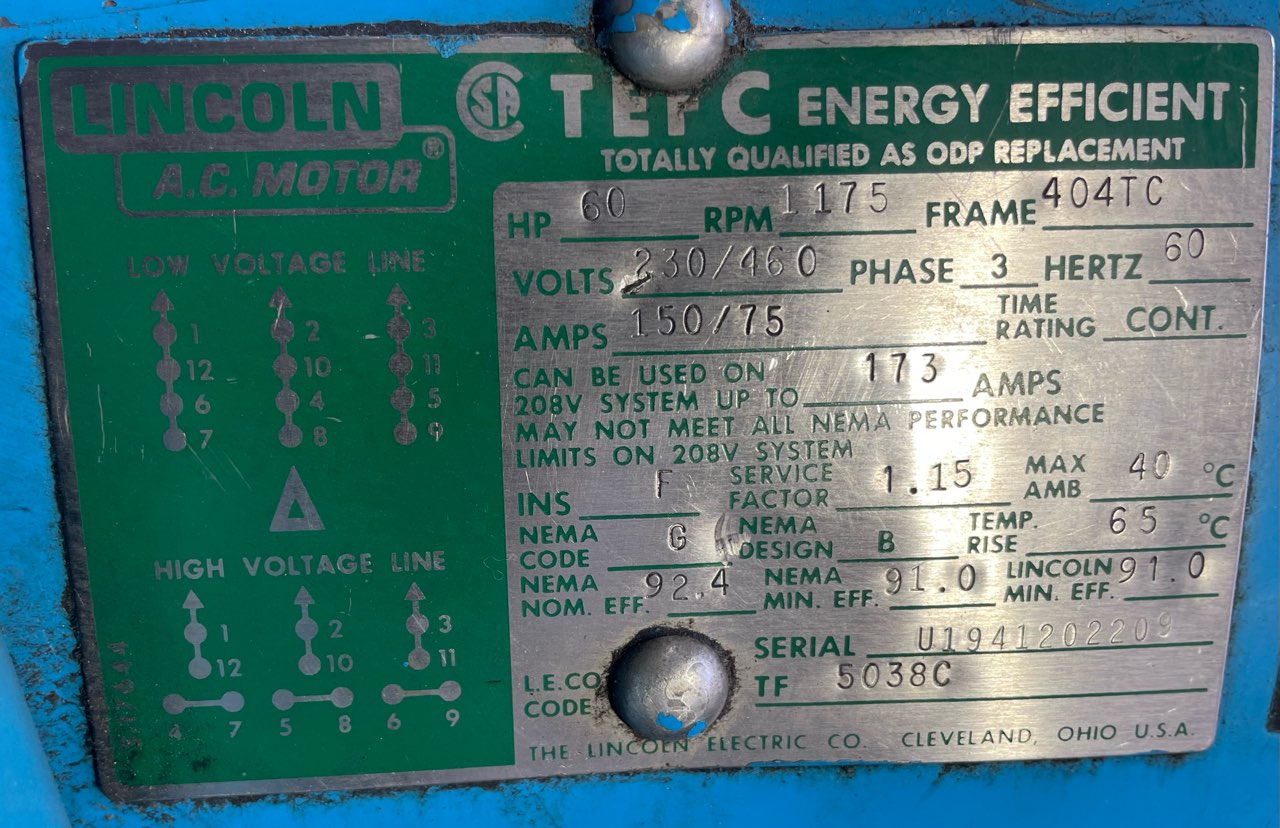 LINCOLN
A.C. MOTOR®
CSA TEFC ENERGY EFFICIENT
TOTALLY QUALIFIED AS ODP REPLACEMENT
LOW VOLTAGE LINE
1 2 3
12 10 11
6 4 5
7 8 9
HIGH VOLTAGE LINE
1 2 3
12 10 11
4 7 5 8 6 9
HP 60 RPM 1175 FRAME 404TC
VOLTS 230/460 PHASE 3 HERTZ 60
AMPS 150/75 TIME RATING CONT.
CAN BE USED ON
208V SYSTEM UP TO 173 AMPS
MAY NOT MEET ALL NEMA PERFORMANCE
LIMITS ON 208V SYSTEM
INS F SERVICE FACTOR 1.15 MAX AMB 40 °C
NEMA CODE G NEMA DESIGN B TEMP. RISE 65 °C
NEMA NOM. EFF. 92.4 NEMA MIN. EFF. 91.0 LINCOLN MIN. EFF. 91.0
SERIAL U1941202209
L.E.CO CODE TF 5038C
THE LINCOLN ELECTRIC CO. CLEVELAND, OHIO U.S.A.